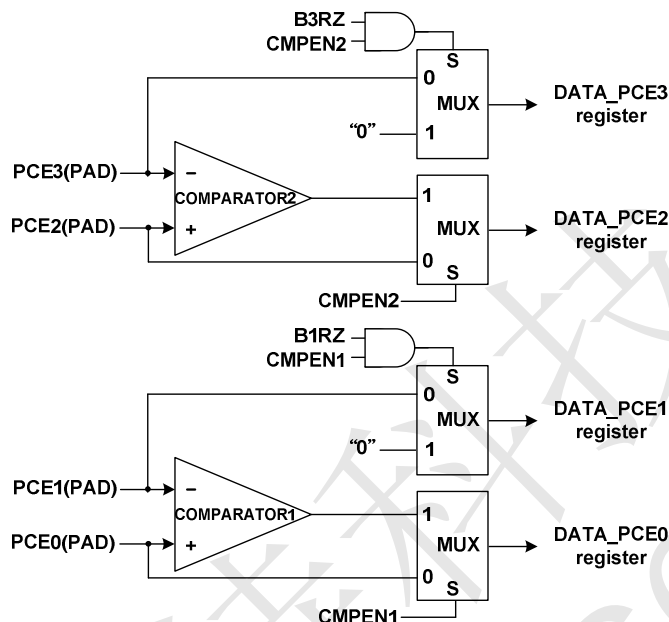 B3RZ
CMPEN2
S
0
MUX
DATA_PCE3
register
“0”
1
PCE3(PAD)
−
COMPARATOR2
PCE2(PAD)
+
1
MUX
DATA_PCE2
register
0
S
CMPEN2
B1RZ
CMPEN1
S
0
MUX
DATA_PCE1
register
“0”
1
PCE1(PAD)
−
COMPARATOR1
PCE0(PAD)
+
1
MUX
DATA_PCE0
register
0
S
CMPEN1